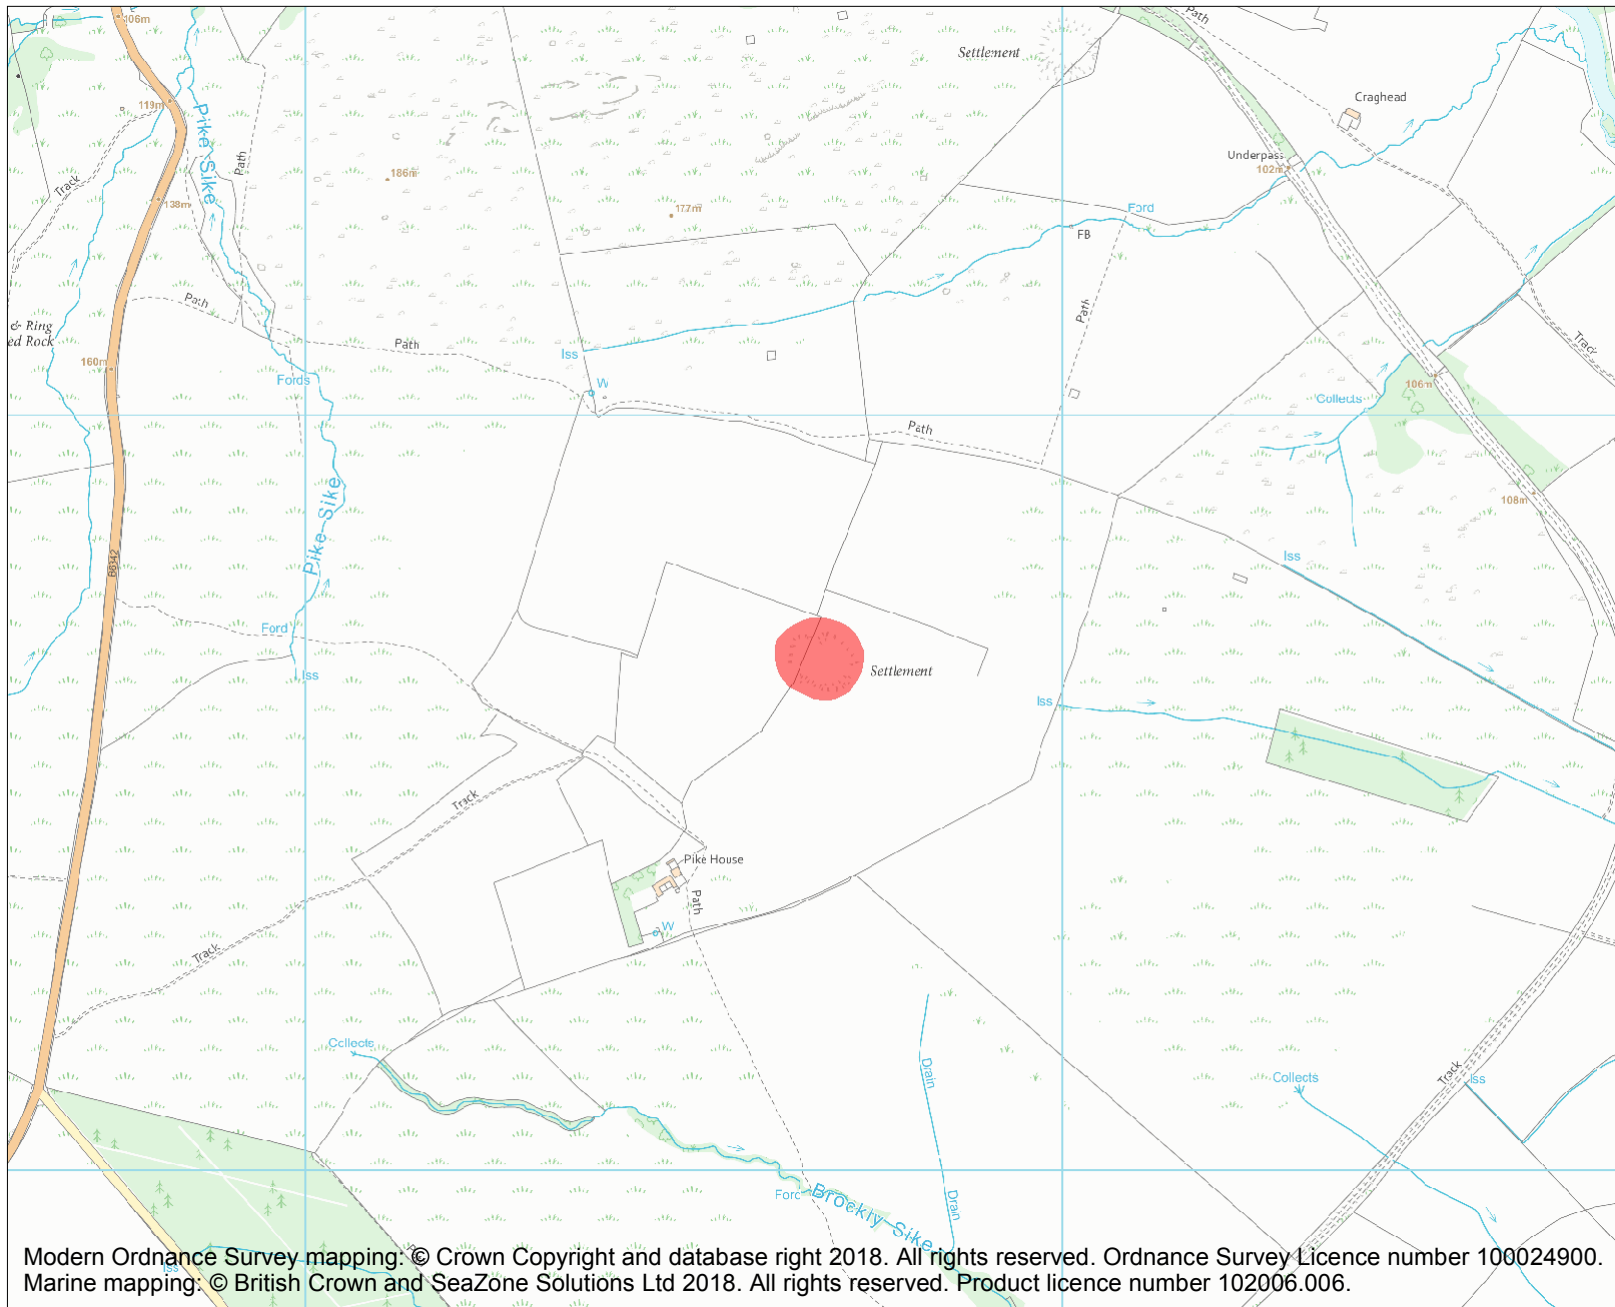 106m
Path
Settlement
119m
Pike Sike
Craghead
Path
Underpass
102m
Track
186m
138m
177m
Ford
FB
Path
Path
& Ring
ed Rock
Path
Iss
Track
160m
Fords
W
106m
Collects
Path
Pike Sike
108m
B6342
Iss
Ford
Settlement
Iss
Iss
Track
Pike House
Path
W
Track
Collects
Drain
Track
Iss
Collects
Drain
Brockly Sike
Iss
Modern Ordnance Survey mapping: © Crown Copyright and database right 2018. All rights reserved. Ordnance Survey Licence number 100024900.
Marine mapping: © British Crown and SeaZone Solutions Ltd 2018. All rights reserved. Product licence number 102006.006.